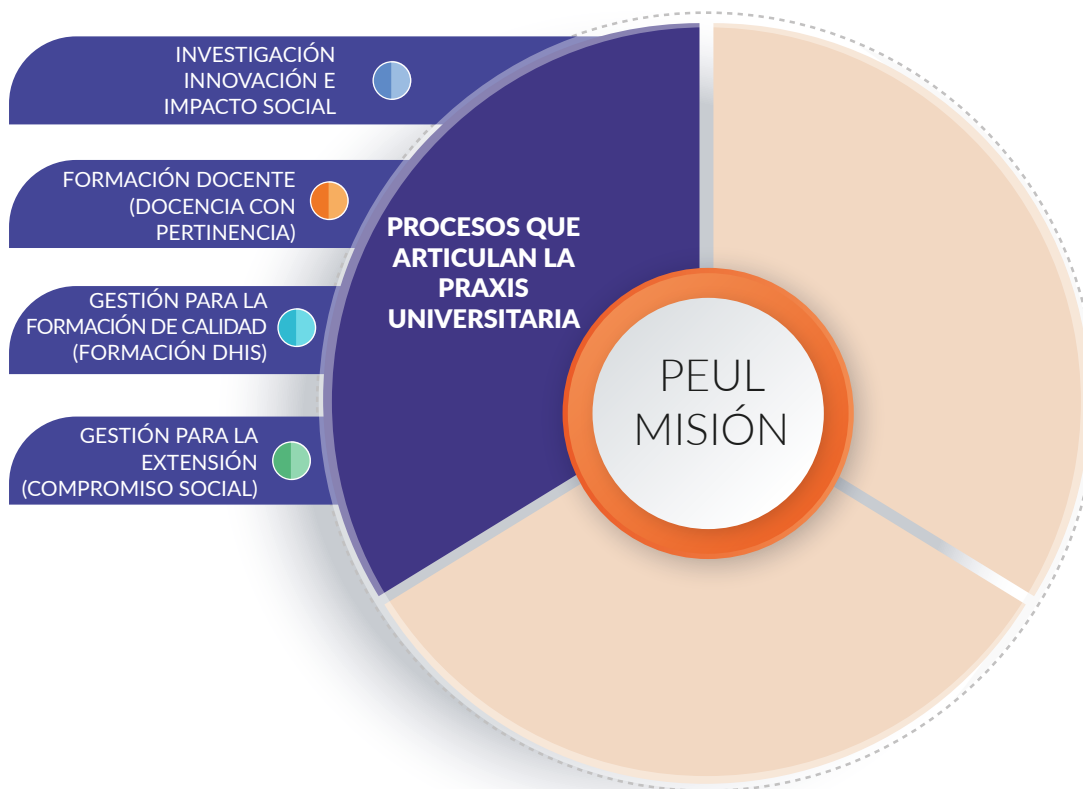 INVESTIGACIÓN
INNOVACIÓN E
IMPACTO SOCIAL
FORMACIÓN DOCENTE
(DOCENCIA CON
PERTINENCIA)
GESTIÓN PARA LA
FORMACIÓN DE CALIDAD
(FORMACIÓN DHIS)
GESTIÓN PARA LA
EXTENSIÓN
(COMPROMISO SOCIAL)
PROCESOS QUE
ARTICULAN LA
PRAXIS
UNIVERSITARIA
PEUL
MISIÓN